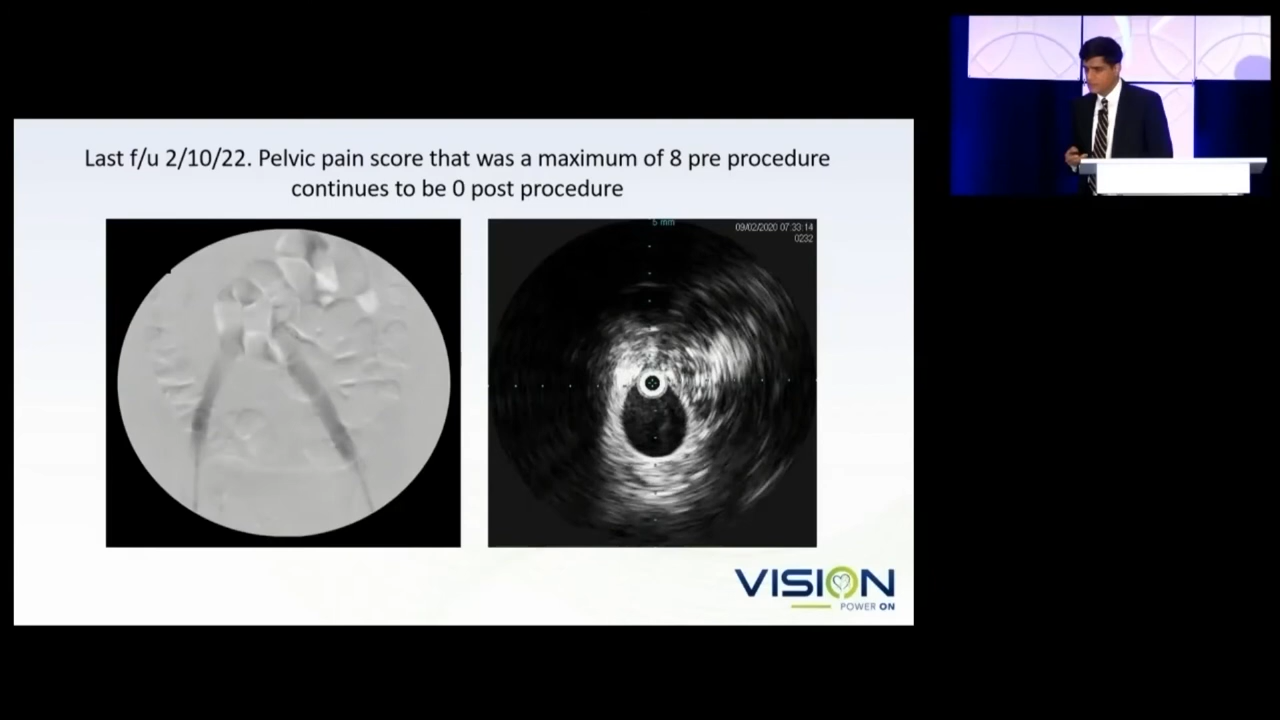 Last f/u 2/10/22. Pelvic pain score that was a maximum of 8 pre procedure
continues to be 0 post procedure
5 mm
09/02/2020 07:33:14
0232
VISION
POWER ON